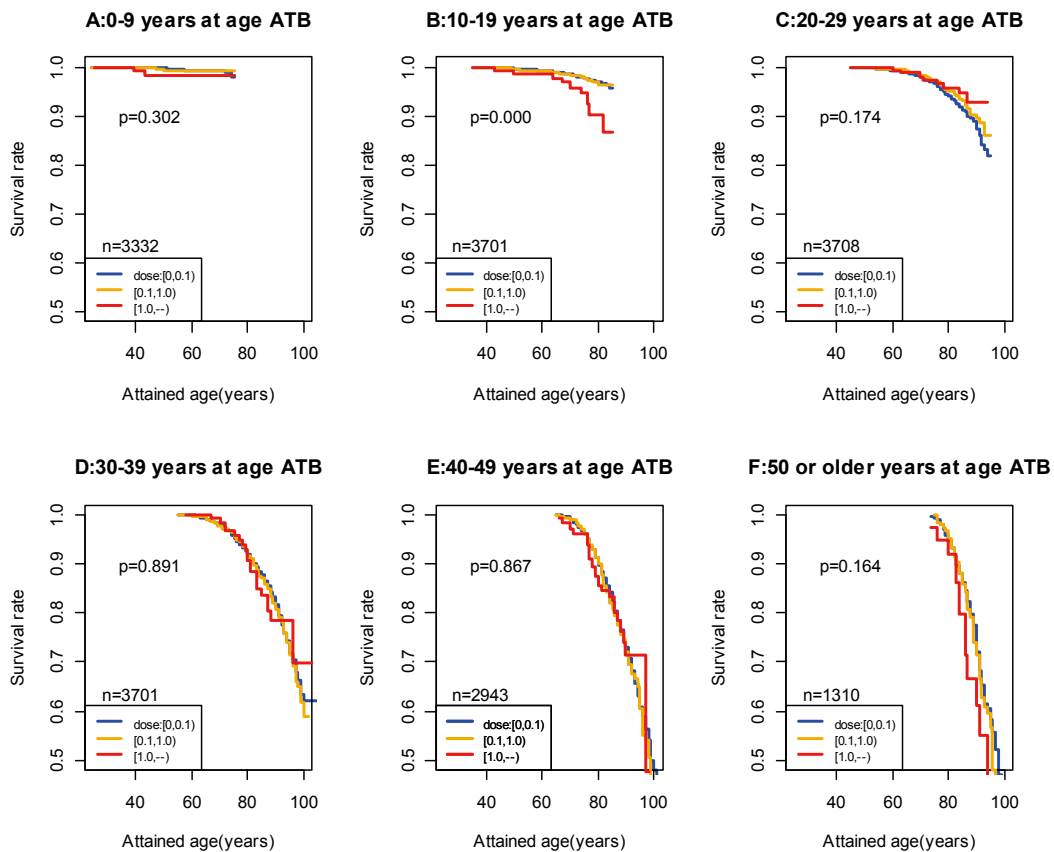 A:0-9 years at age ATB
Survival rate
1.0
0.9
0.8
0.7
0.6
0.5
p=0.302
n=3332
dose:[0,0.1)
[0.1,1.0)
[1.0,--)
40 60 80 100
Attained age(years)
B:10-19 years at age ATB
Survival rate
1.0
0.9
0.8
0.7
0.6
0.5
p=0.000
n=3701
dose:[0,0.1)
[0.1,1.0)
[1.0,--)
40 60 80 100
Attained age(years)
C:20-29 years at age ATB
Survival rate
1.0
0.9
0.8
0.7
0.6
0.5
p=0.174
n=3708
dose:[0,0.1)
[0.1,1.0)
[1.0,--)
40 60 80 100
Attained age(years)
D:30-39 years at age ATB
Survival rate
1.0
0.9
0.8
0.7
0.6
0.5
p=0.891
n=3701
dose:[0,0.1)
[0.1,1.0)
[1.0,--)
40 60 80 100
Attained age(years)
E:40-49 years at age ATB
Survival rate
1.0
0.9
0.8
0.7
0.6
0.5
p=0.867
n=2943
dose:[0,0.1)
[0.1,1.0)
[1.0,--)
40 60 80 100
Attained age(years)
F:50 or older years at age ATB
Survival rate
1.0
0.9
0.8
0.7
0.6
0.5
p=0.164
n=1310
dose:[0,0.1)
[0.1,1.0)
[1.0,--)
40 60 80 100
Attained age(years)